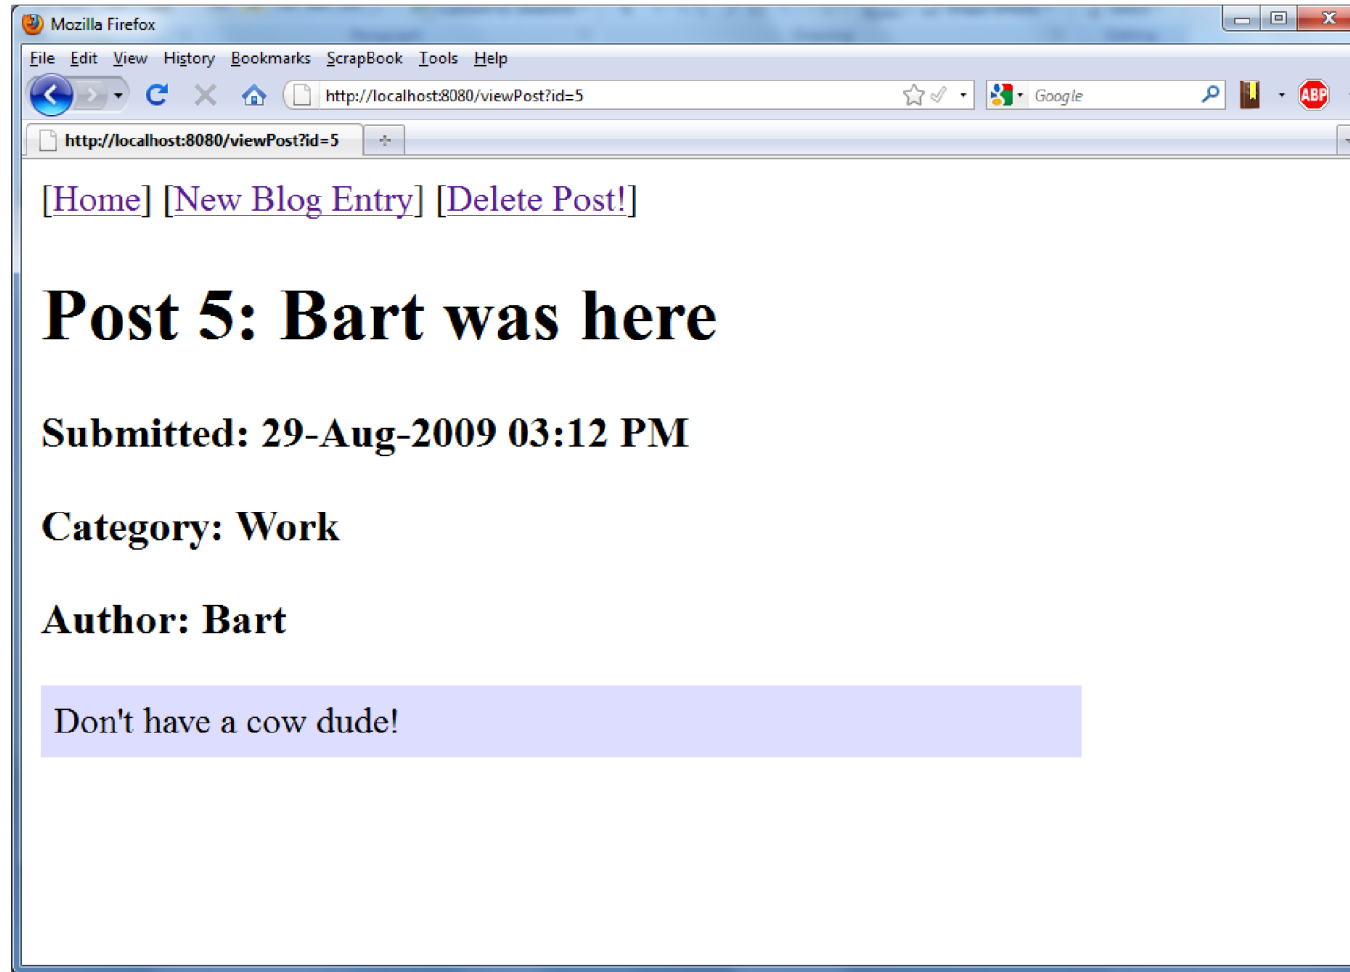 Mozilla Firefox
File Edit View History Bookmarks ScrapBook Tools Help
http://localhost:8080/viewPost?id=5 Google ABP
http://localhost:8080/viewPost?id=5
[Home] [New Blog Entry] [Delete Post!]
Post 5: Bart was here
Submitted: 29-Aug-2009 03:12 PM
Category: Work
Author: Bart
Don't have a cow dude!